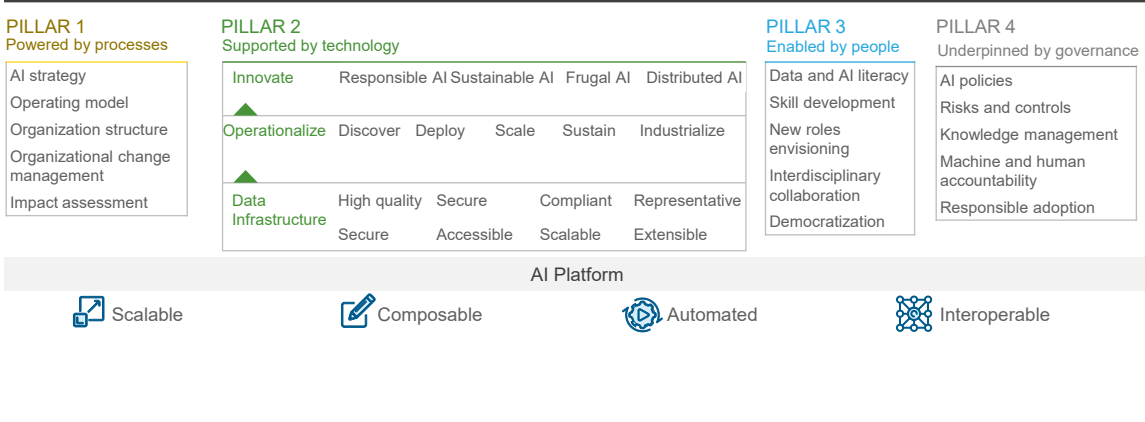 PILLAR 1
Powered by processes
AI strategy
Operating model
Organization structure
Organizational change
management
Impact assessment
PILLAR 2
Supported by technology
Innovate Responsible AI Sustainable AI Frugal AI Distributed AI
Operationalize Discover Deploy Scale Sustain Industrialize
Data
Infrastructure
High quality Secure Compliant Representative
Secure Accessible Scalable Extensible
PILLAR 3
Enabled by people
Data and AI literacy
Skill development
New roles
envisioning
Interdisciplinary
collaboration
Democratization
PILLAR 4
Underpinned by governance
AI policies
Risks and controls
Knowledge management
Machine and human
accountability
Responsible adoption
AI Platform
Scalable Composable Automated Interoperable